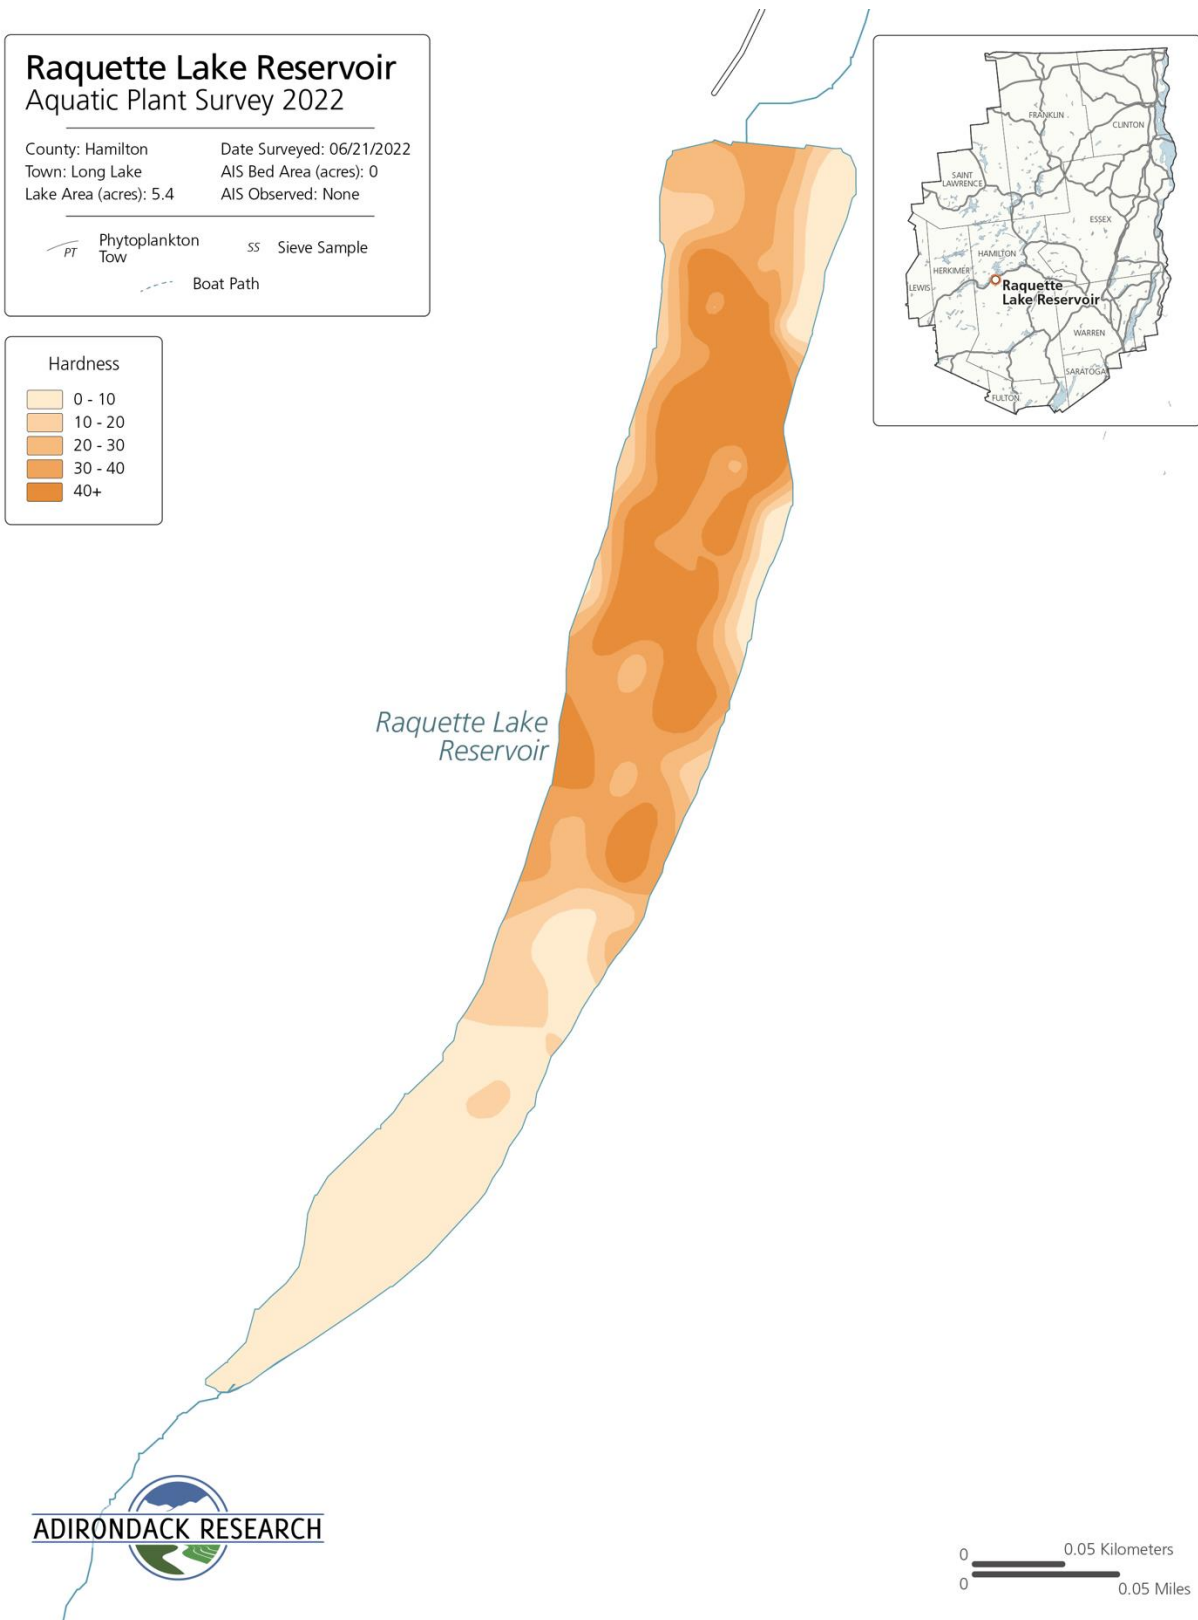 Raquette Lake Reservoir
Aquatic Plant Survey 2022
County: Hamilton
Date Surveyed: 06/21/2022
Town: Long Lake
AIS Bed Area (acres): 0
Lake Area (acres): 5.4
AIS Observed: None
PT
Phytoplankton
Tow
SS
Sieve Sample
Boat Path
Hardness
0 - 10
10 - 20
20 - 30
30 - 40
40+
FRANKLIN
CLINTON
SAINT
LAWRENCE
ESSEX
HAMILTON
HERKIMER
LEWIS
Raquette
Lake Reservoir
WARREN
SARATOGA
FULTON
Raquette Lake
Reservoir
ADIRONDACK RESEARCH
0
0.05 Kilometers
0
0.05 Miles